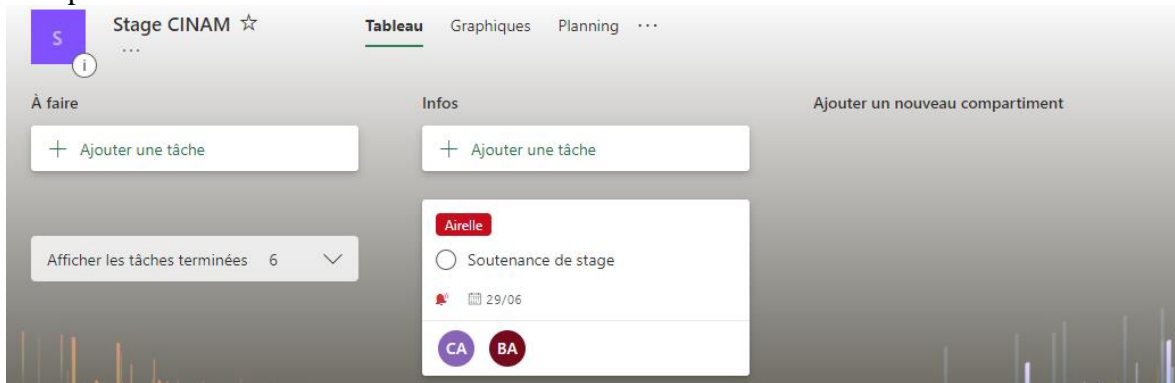 S
Stage CINAM
...
i
Tableau Graphiques Planning ...
À faire
+ Ajouter une tâche
Afficher les tâches terminées 6
Infos
+ Ajouter une tâche
Airelle
Soutenance de stage
29/06
CA BA
Ajouter un nouveau compartiment